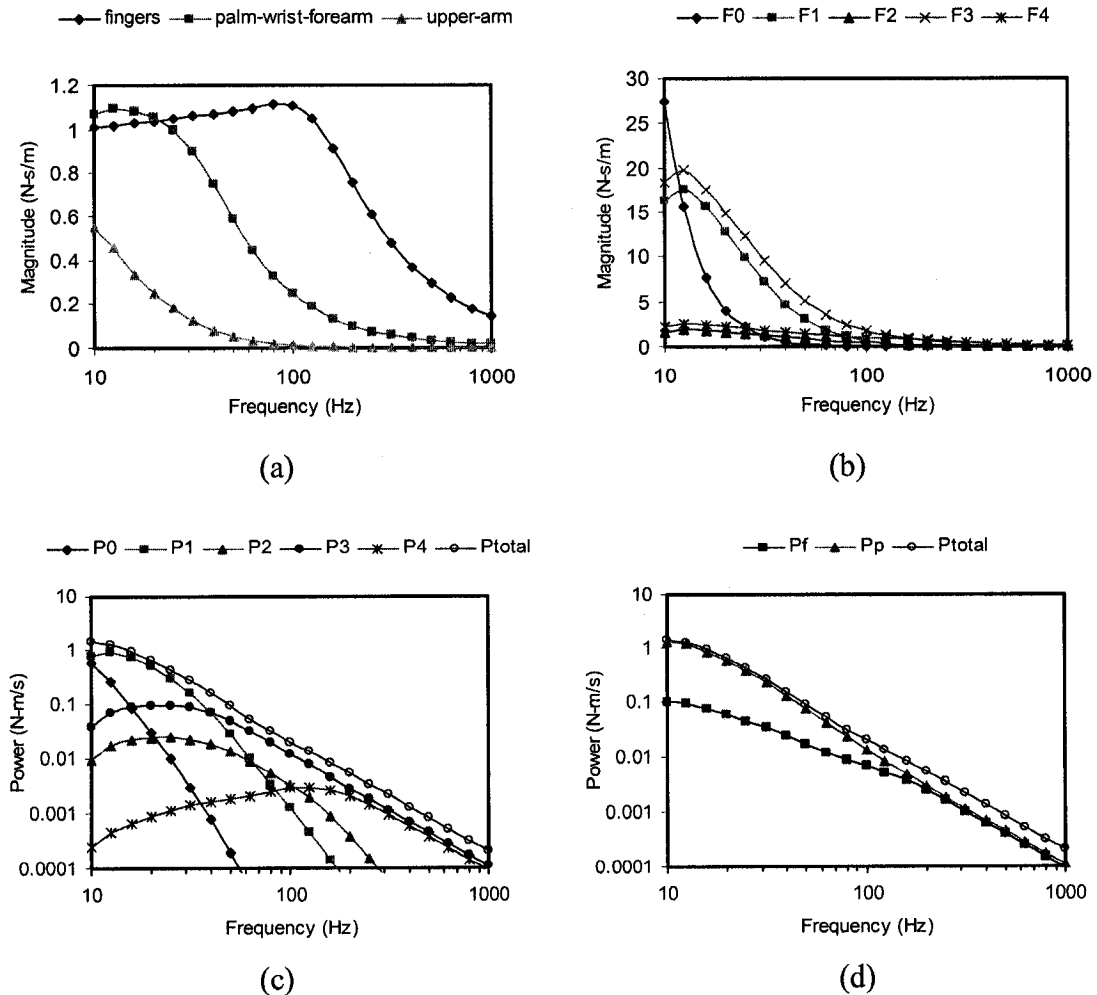 fingers palm-wrist-forearm upper-arm
Magnitude (N-s/m)
1.2
1
0.8
0.6
0.4
0.2
0
10 100 1000
Frequency (Hz)
(a)
F0 F1 F2 F3 F4
Magnitude (N-s/m)
30
25
20
15
10
5
0
10 100 1000
Frequency (Hz)
(b)
P0 P1 P2 P3 P4 Ptotal
Power (N-m/s)
10
1
0.1
0.01
0.001
0.0001
10 100 1000
Frequency (Hz)
(c)
Pf Pp Ptotal
Power (N-m/s)
10
1
0.1
0.01
0.001
0.0001
10 100 1000
Frequency (Hz)
(d)